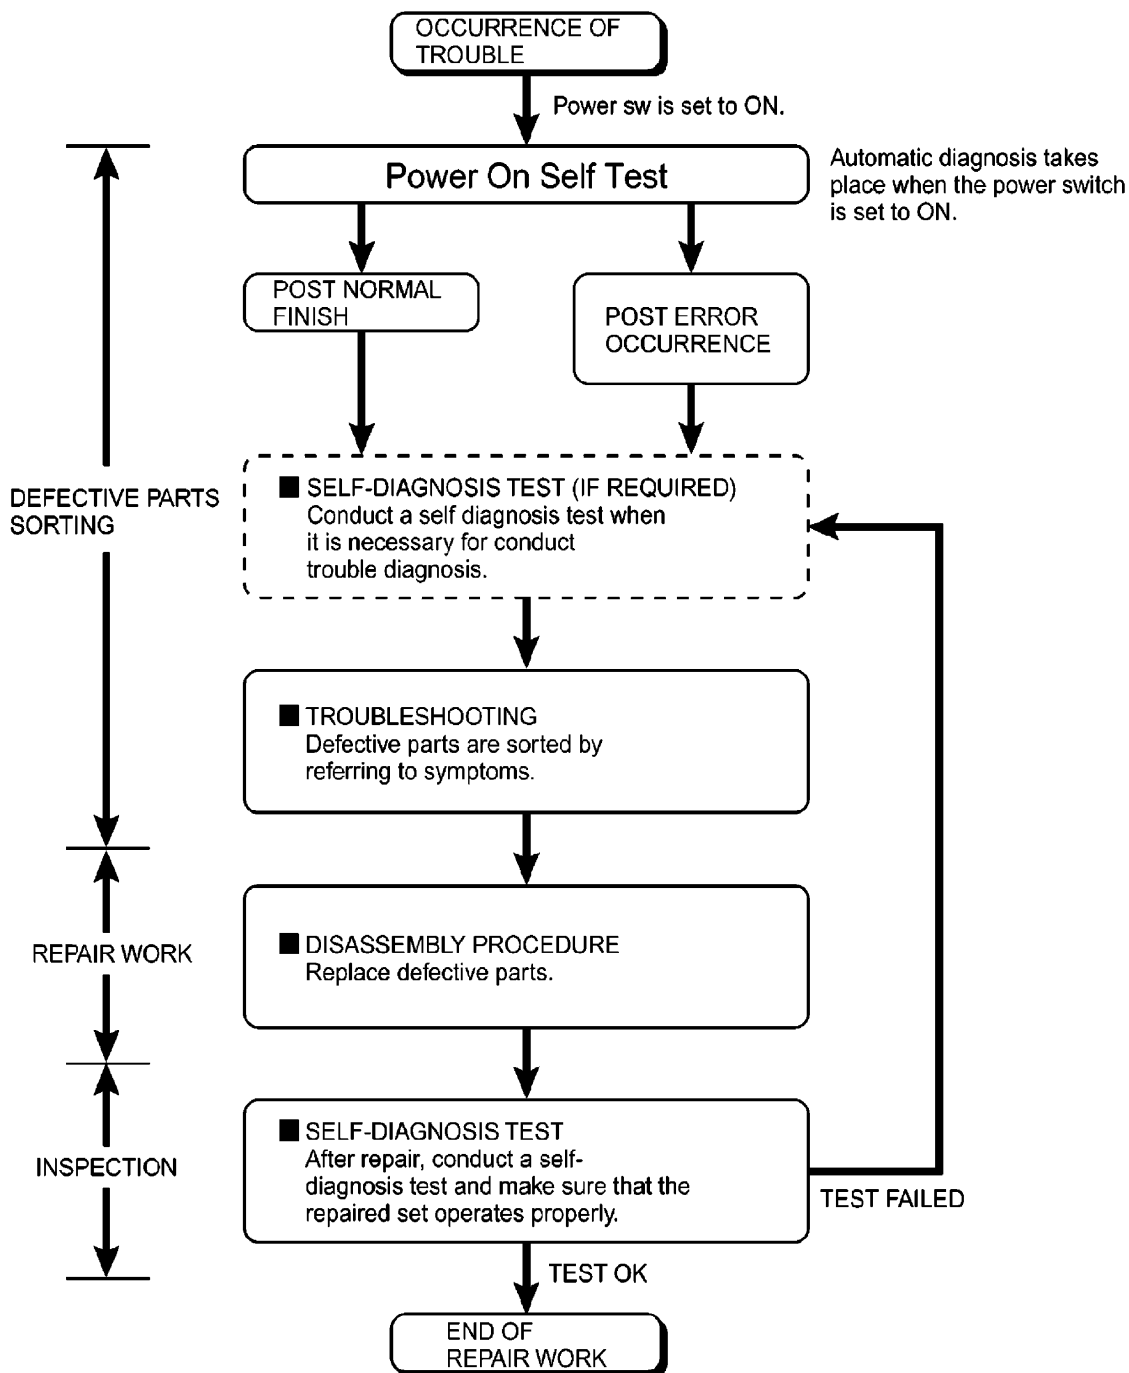 OCCURRENCE OF
TROUBLE
Power sw is set to ON.
Power On Self Test
Automatic diagnosis takes
place when the power switch
is set to ON.
POST NORMAL
FINISH
POST ERROR
OCCURRENCE
DEFECTIVE PARTS
SORTING
■ SELF-DIAGNOSIS TEST (IF REQUIRED)
Conduct a self diagnosis test when
it is necessary for conduct
trouble diagnosis.
■ TROUBLESHOOTING
Defective parts are sorted by
referring to symptoms.
REPAIR WORK
■ DISASSEMBLY PROCEDURE
Replace defective parts.
INSPECTION
■ SELF-DIAGNOSIS TEST
After repair, conduct a self-
diagnosis test and make sure that the
repaired set operates properly.
TEST FAILED
TEST OK
END OF
REPAIR WORK